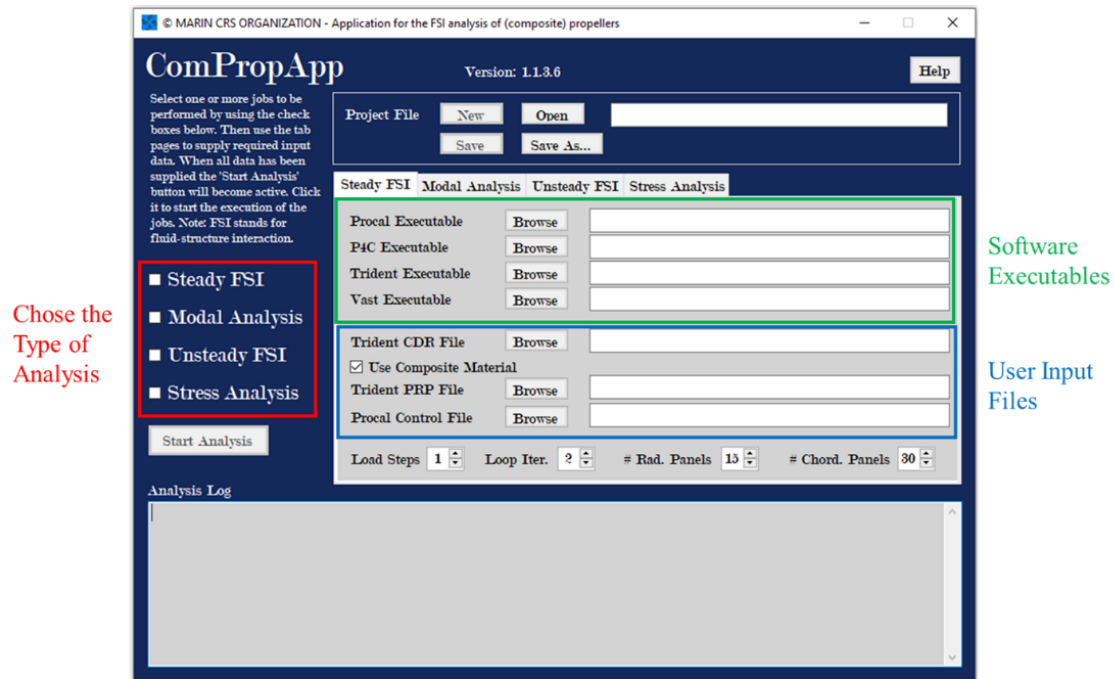 © MARIN CRS ORGANIZATION - Application for the FSI analysis of (composite) propellers
ComPropApp
Version: 1.1.3.6
Help
Select one or more jobs to be
performed by using the check
boxes below. Then use the tab
pages to supply required input
data. When all data has been
supplied the 'Start Analysis'
button will become active. Click
it to start the execution of the
jobs. Note: FSI stands for
fluid-structure interaction.
Project File New Open
Save Save As...
Steady FSI Modal Analysis Unsteady FSI Stress Analysis
Procal Executable Browse
P4C Executable Browse
Trident Executable Browse
Vast Executable Browse
Software
Executables
Chose the
Type of
Analysis
Steady FSI
Modal Analysis
Unsteady FSI
Stress Analysis
Trident CDR File Browse
Use Composite Material
Trident PRP File Browse
Procal Control File Browse
User Input
Files
Start Analysis
Load Steps 1 Loop Iter. 2 # Rad. Panels 15 # Chord. Panels 30
Analysis Log